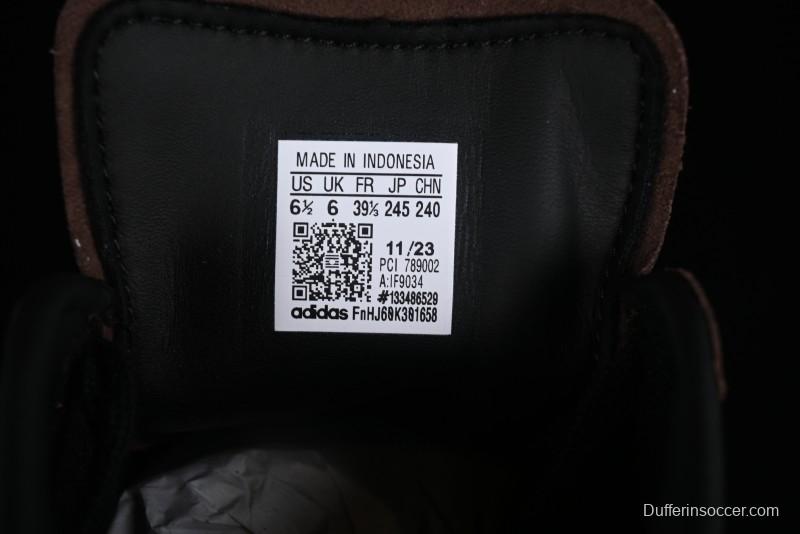 MADE IN INDONESIA
US UK FR JP CHN
6½ 6 39⅓ 245 240
11/23
PCI 789002
A:IF9034
#133486529
adidas FnHJ60K301658
Dufferinsoccer.com